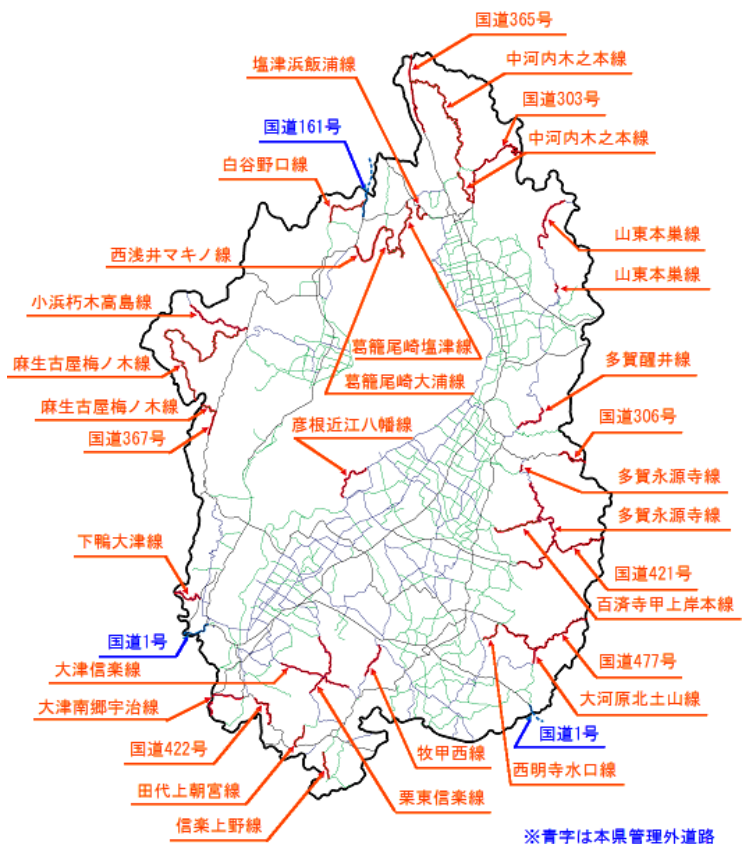 国道365号
塩津浜飯浦線
中河内木之本線
国道303号
国道161号
中河内木之本線
白谷野口線
山東本巣線
西浅井マキノ線
山東本巣線
小浜朽木高島線
葛籠尾崎塩津線
多賀醒井線
麻生古屋梅ノ木線
葛籠尾崎大浦線
麻生古屋梅ノ木線
国道306号
彦根近江八幡線
国道367号
多賀永源寺線
多賀永源寺線
下鴨大津線
国道421号
百済寺甲上岸本線
国道1号
国道477号
大津信楽線
大河原北土山線
大津南郷宇治線
国道1号
国道422号
牧甲西線
西明寺水口線
田代上朝宮線
栗東信楽線
信楽上野線
※青字は本県管理外道路